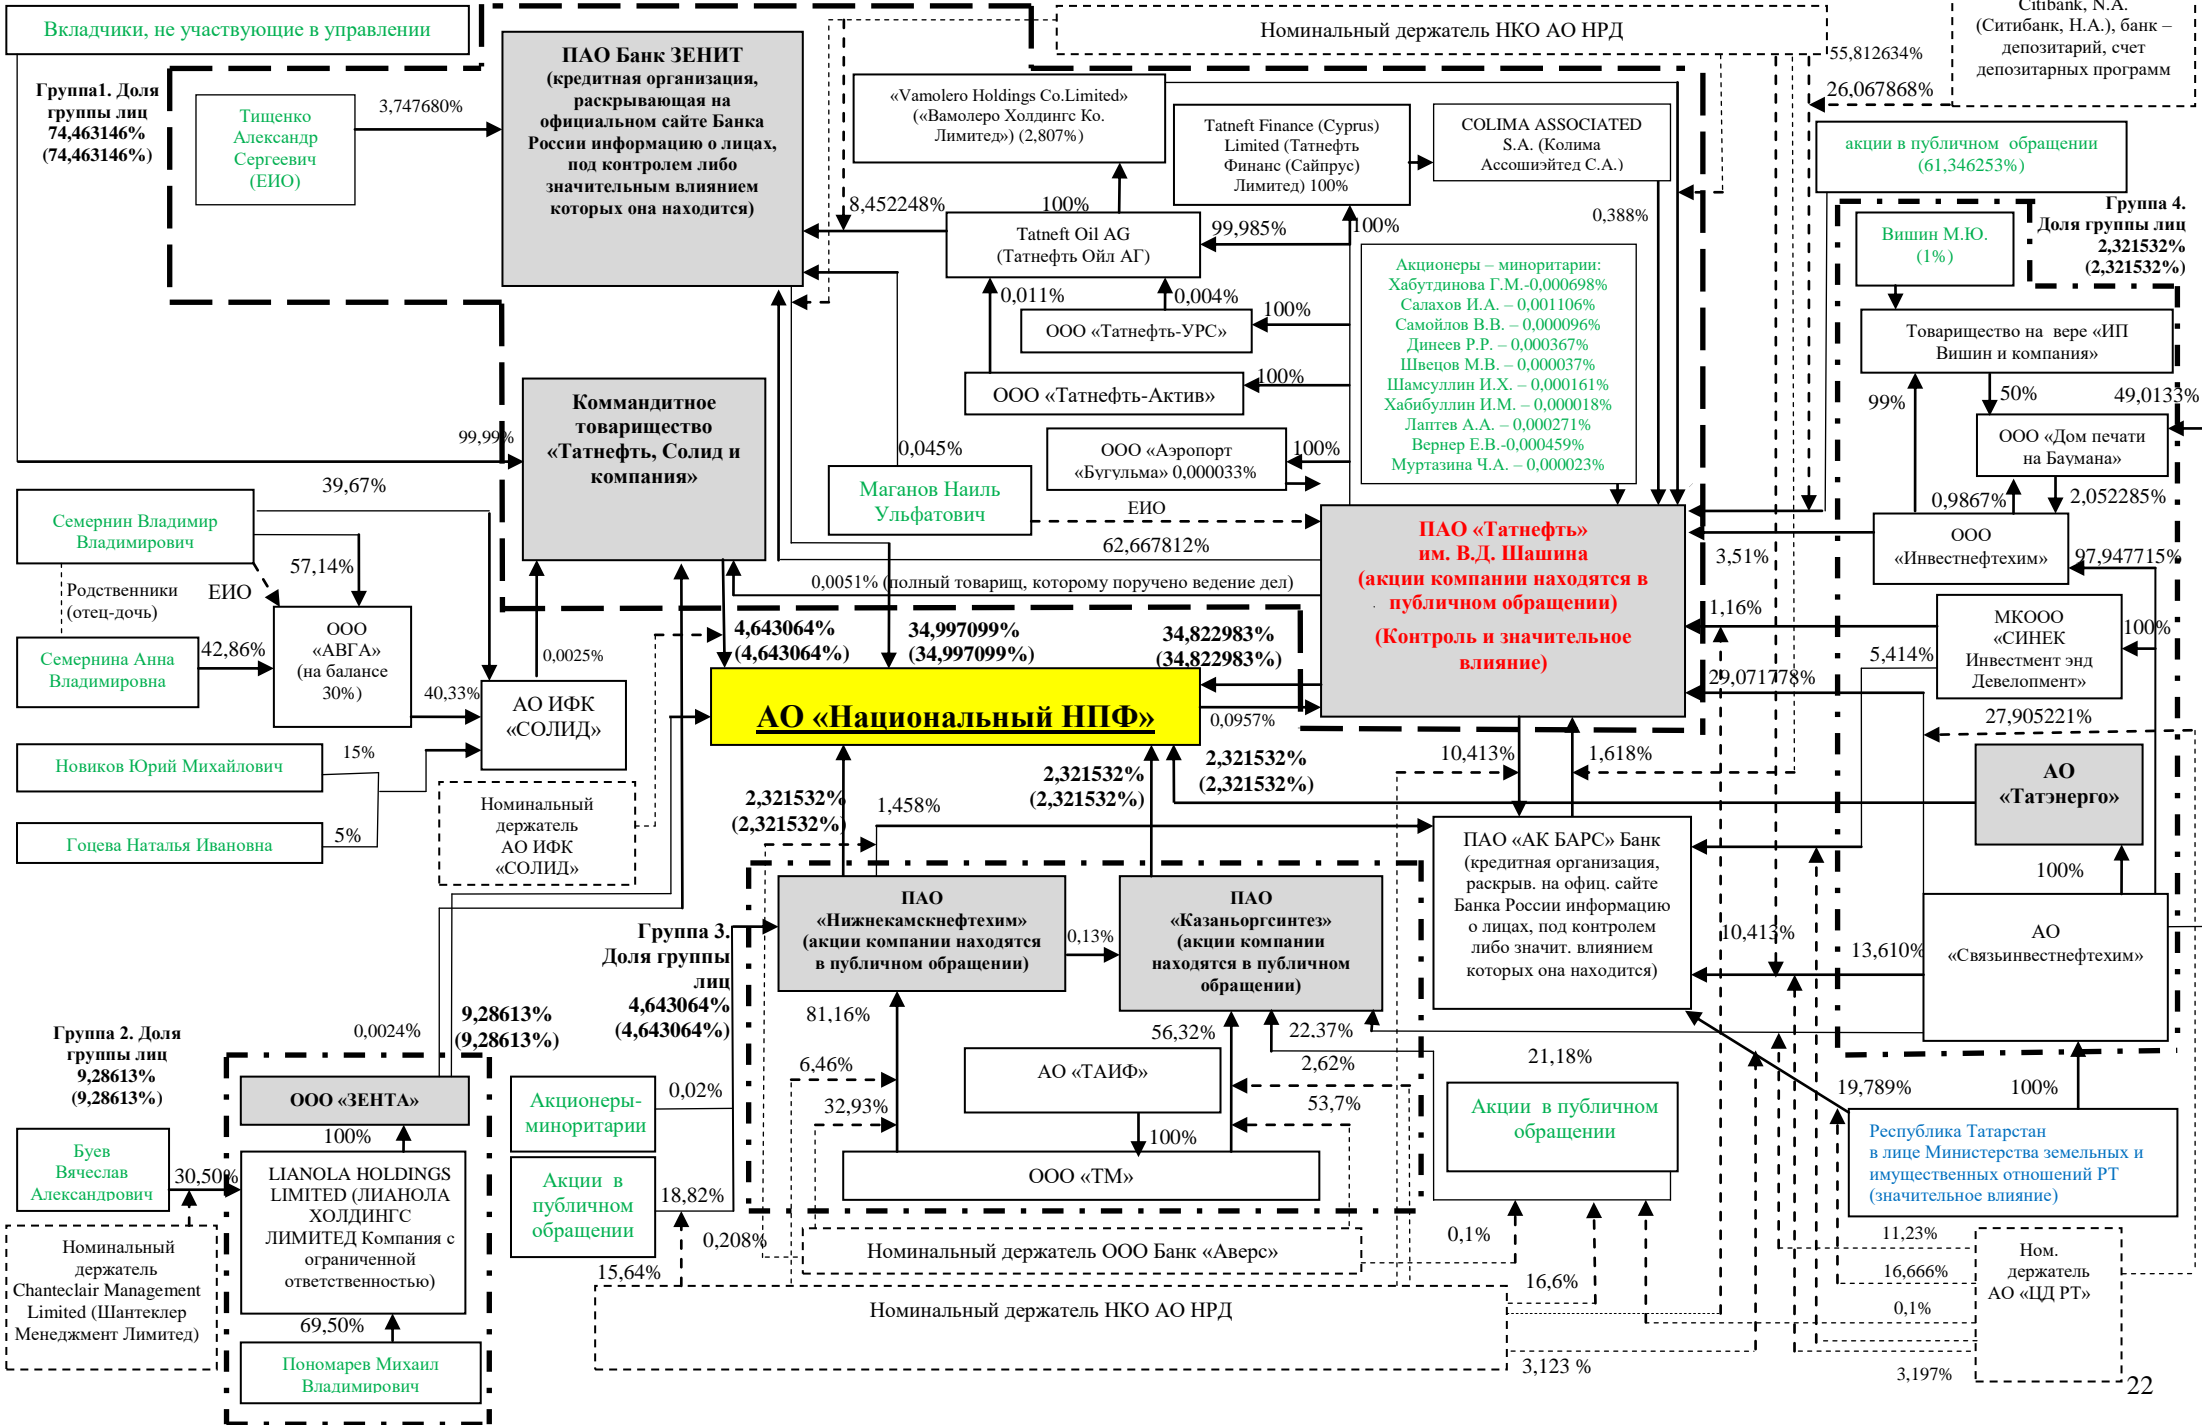 Вкладчики, не участвующие в управлении
Группа1. Доля
группы лиц
74,463146%
(74,463146%)
Тищенко
Александр
Сергеевич
(ЕИО)
3,747680%
ПАО Банк ЗЕНИТ
(кредитная организация,
раскрывающая на
официальном сайте Банка
России информацию о лицах,
под контролем либо
значительным влиянием
которых она находится)
Номинальный держатель НКО АО НРД
Citibank, N.A.
(Ситибанк, Н.А.), банк –
депозитарий, счет
депозитарных программ
55,812634%
26,067868%
«Vamolero Holdings Co.Limited»
(«Вамолеро Холдингс Ко.
Лимитед») (2,807%)
Tatneft Finance (Cyprus)
Limited (Татнефть
Финанс (Сайпрус)
Лимитед) 100%
COLIMA ASSOCIATED
S.A. (Колима
Ассошиэйтед С.А.)
акции в публичном обращении
(61,346253%)
8,452248%
100%
Tatneft Oil AG
(Татнефть Ойл АГ)
99,985%
100%
0,388%
Группа 4.
Доля группы лиц
2,321532%
(2,321532%)
Вишин М.Ю.
(1%)
Акционеры – миноритарии:
Хабутдинова Г.М.-0,000698%
Салахов И.А. – 0,001106%
Самойлов В.В. – 0,000096%
Динеев Р.Р. – 0,000367%
Швецов М.В. – 0,000037%
Шамсуллин И.Х. – 0,000161%
Хабибуллин И.М. – 0,000018%
Лаптев А.А. – 0,000271%
Вернер Е.В.-0,000459%
Муртазина Ч.А. – 0,000023%
0,011%
0,004%
100%
ООО «Татнефть-УРС»
100%
ООО «Татнефть-Актив»
Товарищество на вере «ИП
Вишин и компания»
99%
50%
49,0133%
ООО «Дом печати
на Баумана»
0,9867%
2,052285%
Коммандитное
товарищество
«Татнефть, Солид и
компания»
99,99%
0,045%
ООО «Аэропорт
«Бугульма» 0,000033%
100%
Маганов Наиль
Ульфатович
ЕИО
62,667812%
0,0051% (полный товарищ, которому поручено ведение дел)
ПАО «Татнефть»
им. В.Д. Шашина
(акции компании находятся в
публичном обращении)
(Контроль и значительное
влияние)
3,51%
ООО
«Инвестнефтехим»
97,947715%
1,16%
МКООО
«СИНЕК
Инвестмент энд
Девелопмент»
100%
5,414%
29,071778%
27,905221%
39,67%
Семернин Владимир
Владимирович
57,14%
Родственники
(отец-дочь)
ЕИО
Семернина Анна
Владимировна
42,86%
ООО
«АВГА»
(на балансе
30%)
40,33%
0,0025%
АО ИФК
«СОЛИД»
Новиков Юрий Михайлович
15%
Гоцева Наталья Ивановна
5%
Номинальный
держатель
АО ИФК
«СОЛИД»
4,643064%
(4,643064%)
34,997099%
(34,997099%)
34,822983%
(34,822983%)
АО «Национальный НПФ»
0,0957%
2,321532%
(2,321532%)
2,321532%
(2,321532%)
2,321532%
(2,321532%)
10,413%
1,618%
АО
«Татэнерго»
100%
1,458%
ПАО «АК БАРС» Банк
(кредитная организация,
раскрыв. на офиц. сайте
Банка России информацию
о лицах, под контролем
либо значит. влиянием
которых она находится)
10,413%
13,610%
АО
«Связьинвестнефтехим»
Группа 3.
Доля группы
лиц
4,643064%
(4,643064%)
ПАО
«Нижнекамскнефтехим»
(акции компании находятся
в публичном обращении)
0,13%
ПАО
«Казаньоргсинтез»
(акции компании
находятся в публичном
обращении)
81,16%
56,32%
22,37%
6,46%
АО «ТАИФ»
2,62%
32,93%
53,7%
100%
ООО «ТМ»
21,18%
Акции в публичном
обращении
19,789%
100%
Республика Татарстан
в лице Министерства земельных и
имущественных отношений РТ
(значительное влияние)
Группа 2. Доля
группы лиц
9,28613%
(9,28613%)
0,0024%
9,28613%
(9,28613%)
ООО «ЗЕНТА»
100%
Буев
Вячеслав
Александрович
30,50%
LIANOLA HOLDINGS
LIMITED (ЛИАНОЛА
ХОЛДИНГС
ЛИМИТЕД Компания с
ограниченной
ответственностью)
Номинальный
держатель
Chanteclair Management
Limited (Шантеклер
Менеджмент Лимитед)
69,50%
Пономарев Михаил
Владимирович
Акционеры-
миноритарии
0,02%
Акции в
публичном
обращении
18,82%
0,208%
15,64%
Номинальный держатель ООО Банк «Аверс»
0,1%
Номинальный держатель НКО АО НРД
16,6%
3,123 %
11,23%
16,666%
0,1%
3,197%
Ном.
держатель
АО «ЦД РТ»
22